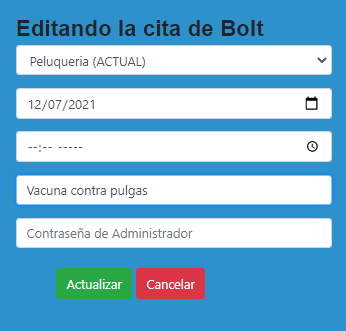 Editando la cita de Bolt
Peluqueria (ACTUAL)
12/07/2021
--:-- -----
Vacuna contra pulgas
Contraseña de Administrador
Actualizar Cancelar